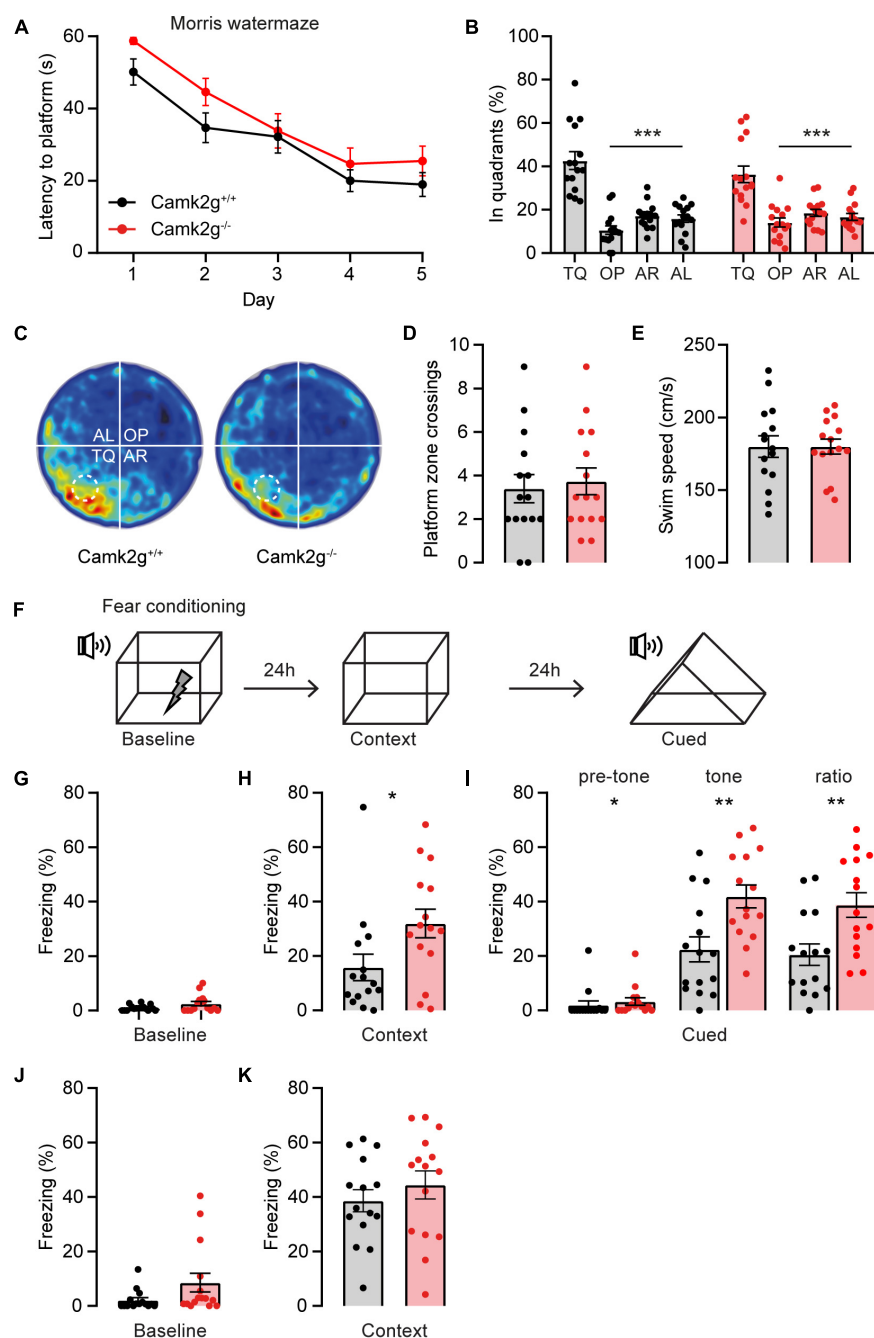 A
Morris watermaze
Latency to platform (s)
60
40
20
0
1 2 3 4 5
Day
Camk2g+/+
Camk2g-/-
B
In quadrants (%)
100
80
60
40
20
0
*** ***
TQ OP AR AL TQ OP AR AL
C
AL OP
TQ AR
Camk2g+/+ Camk2g-/-
D
Platform zone crossings
10
8
6
4
2
0
E
Swim speed (cm/s)
250
200
150
100
F
Fear conditioning
24h 24h
Baseline Context Cued
G
Freezing (%)
80
60
40
20
0
Baseline
H
Freezing (%)
80
60
40
20
0
*
Context
I
pre-tone tone ratio
* ** **
Freezing (%)
80
60
40
20
0
Cued
J
Freezing (%)
80
60
40
20
0
Baseline
K
Freezing (%)
80
60
40
20
0
Context